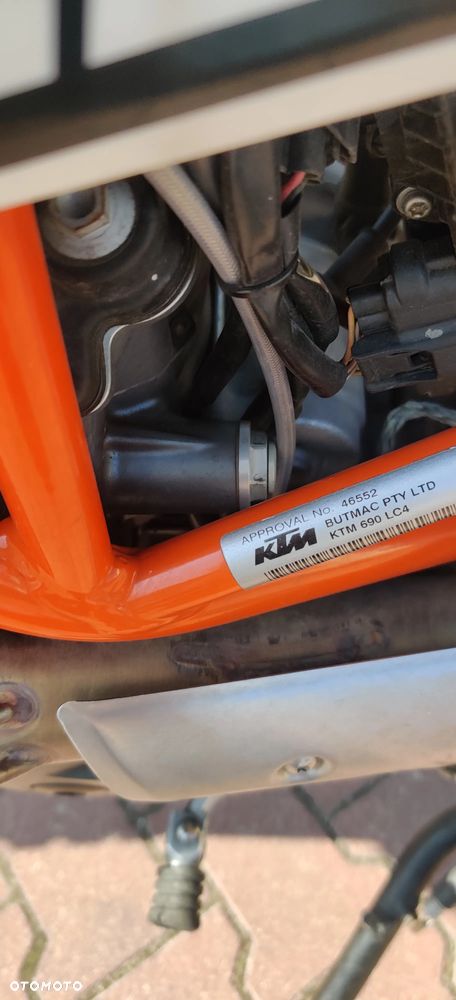 APPROVAL No. 46552
KTM BUTMAC PTY LTD
KTM 690 LC4
OTOMOTO